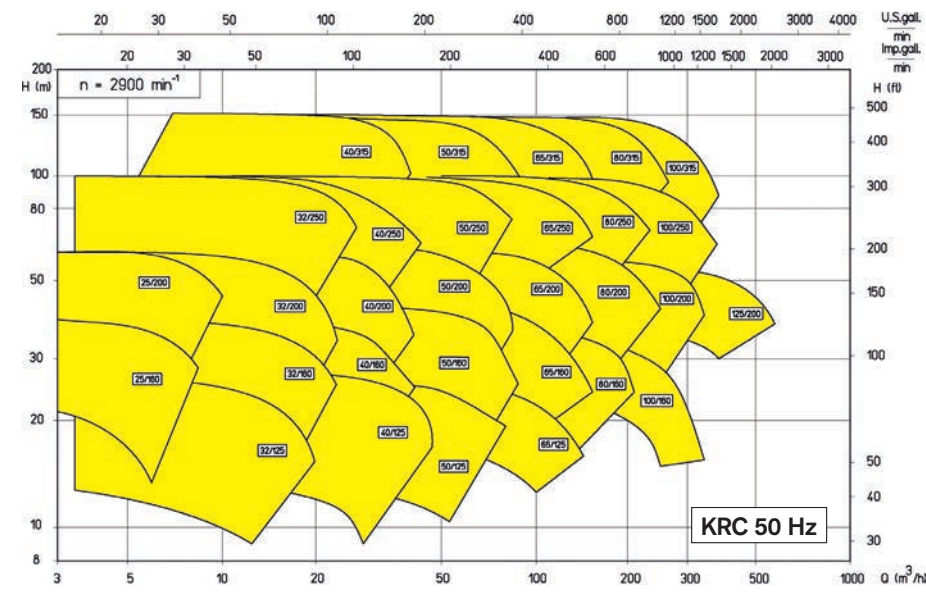 20 30 50 100 200 400 800 1200 2000 3000 4000 U.S.gall.
min
20 30 50 100 200 400 600 1000 1200 1500 2000 3000 Imp.gall.
min
200
H (m) n = 2900 min⁻¹ H (ft)
150 500
40/315 50/315 65/315 80/315 100/315 400
100 300
80 32/250 40/250 50/250 65/250 80/250 100/250
200
50 25/200 32/200 40/200 50/200 65/200 80/200 100/200 125/200 150
30 25/160 32/160 40/160 50/160 65/160 80/160 100/160 100
20
32/125 40/125 50/125 65/125 50
40
10 KRC 50 Hz 30
8
3 5 10 20 50 100 200 300 500 1000 Q (m³/h)